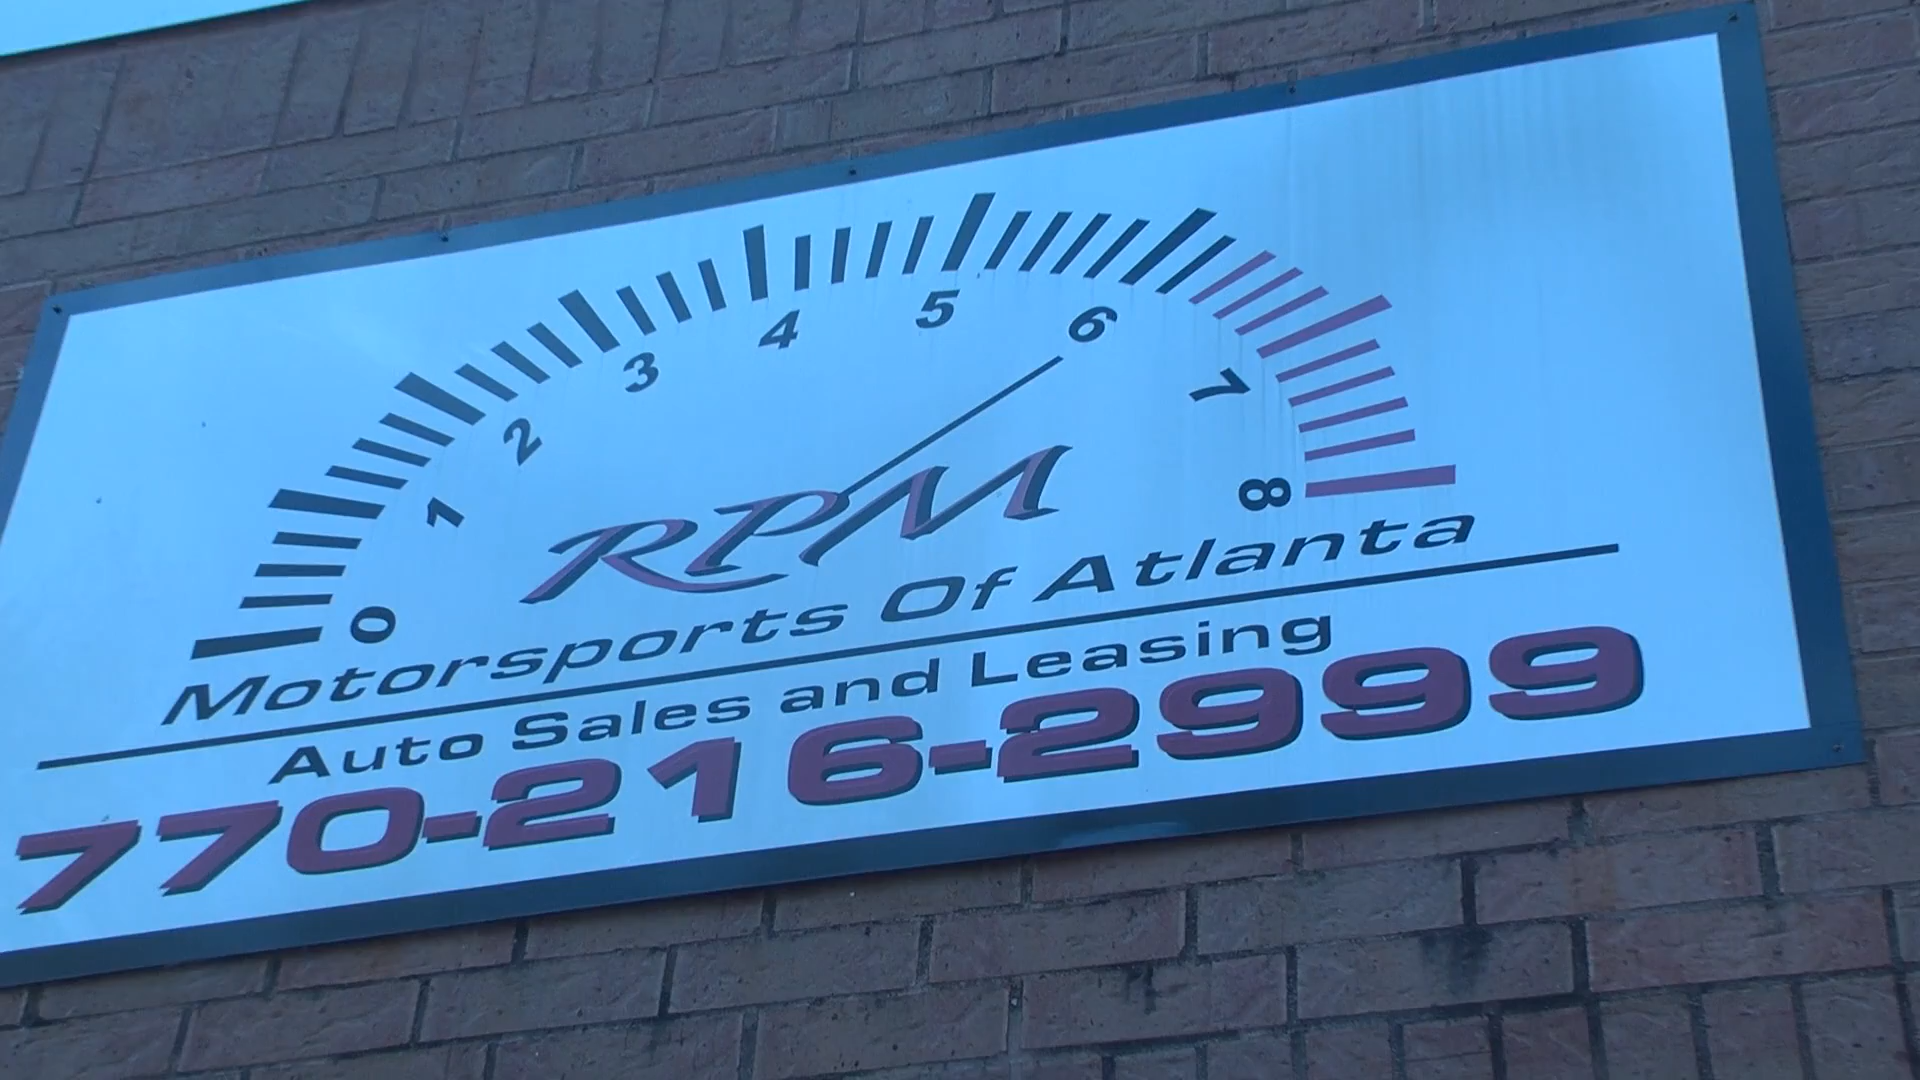 0 1 2 3 4 5 6 7 8
RPM
Motorsports Of Atlanta
Auto Sales and Leasing
770-216-2999